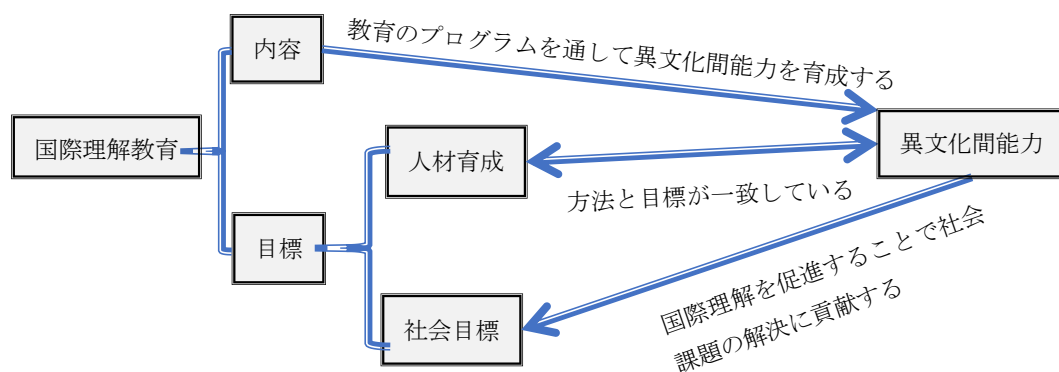 教育のプログラムを通して異文化間能力を育成する
内容
国際理解教育
人材育成
異文化間能力
方法と目標が一致している
目標
社会目標
国際理解を促進することで社会
課題の解決に貢献する